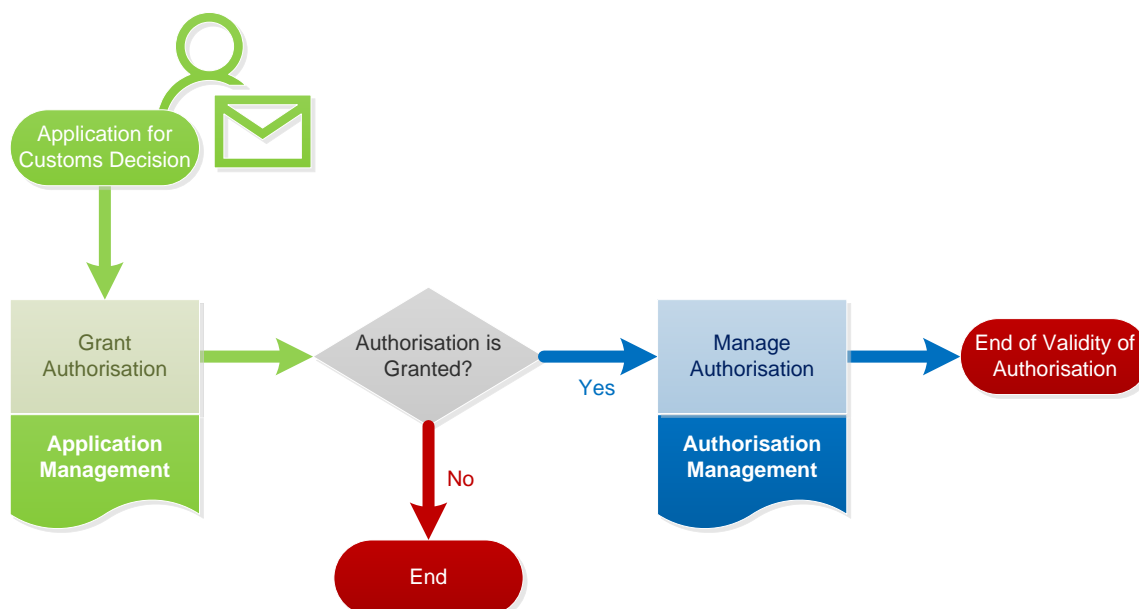 Application for
Customs Decision
Grant
Authorisation
Application
Management
Authorisation is
Granted?
Yes
No
End
Manage
Authorisation
Authorisation
Management
End of Validity of
Authorisation